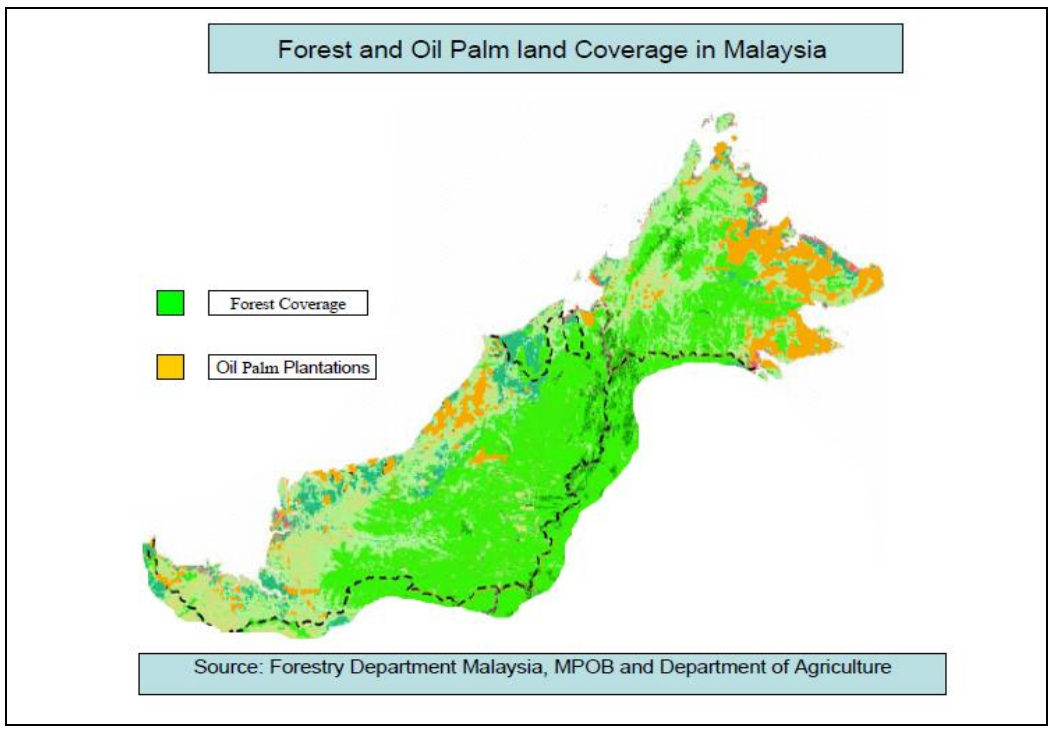 Forest and Oil Palm land Coverage in Malaysia
Forest Coverage
Oil Palm Plantations
Source: Forestry Department Malaysia, MPOB and Department of Agriculture